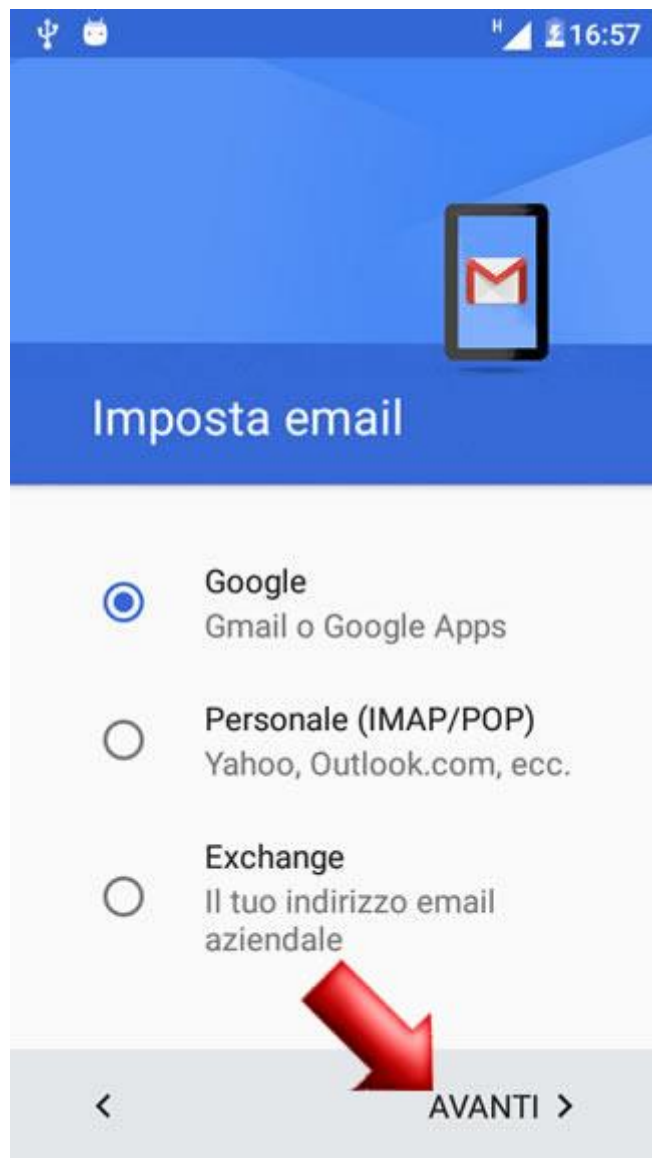 H 16:57
Imposta email
Google
Gmail o Google Apps
Personale (IMAP/POP)
Yahoo, Outlook.com, ecc.
Exchange
Il tuo indirizzo email
aziendale
< AVANTI >